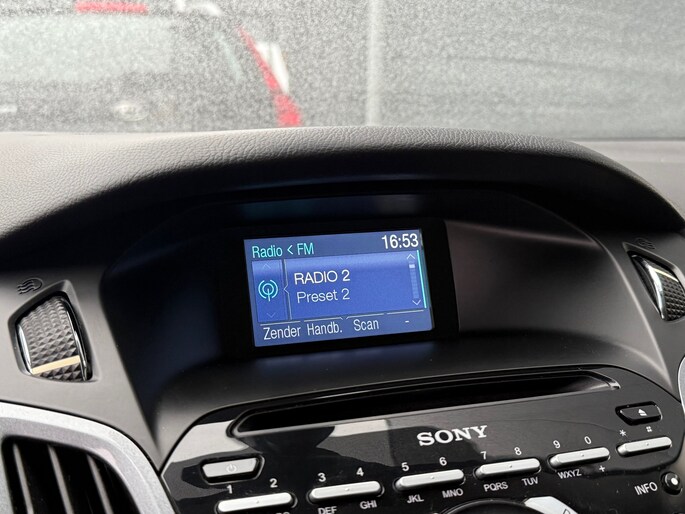 Radio < FM 16:53
RADIO 2
Preset 2
Zender Handb. Scan -
SONY
1 2 3 4 5 6 7 8 9 0 * #
DEF GHI JKL MNO PQRS TUV WXYZ +
INFO